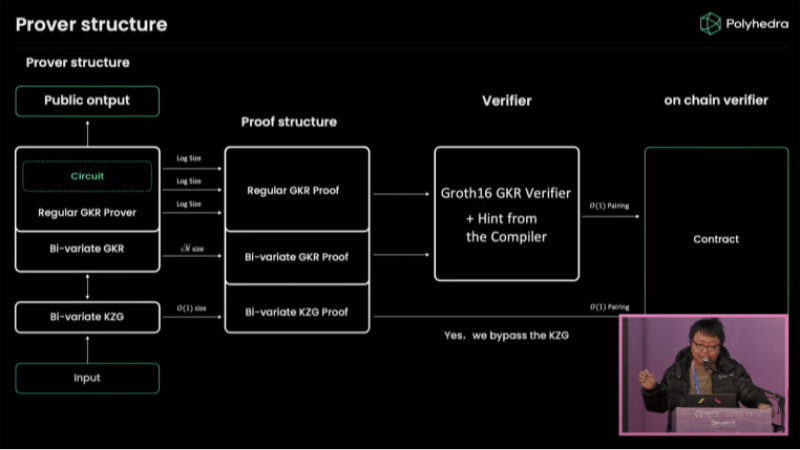 Prover structure
Polyhedra
Prover structure
Public ontput
Circuit
Regular GKR Prover
Bi-variate GKR
Bi-variate KZG
Input
Log Size
Log Size
Log Size
√N size
O(1) size
Proof structure
Regular GKR Proof
Bi-variate GKR Proof
Bi-variate KZG Proof
Verifier
Groth16 GKR Verifier
+ Hint from
the Compiler
O(1) Pairing
O(1) Pairing
Yes, we bypass the KZG
on chain verifier
Contract